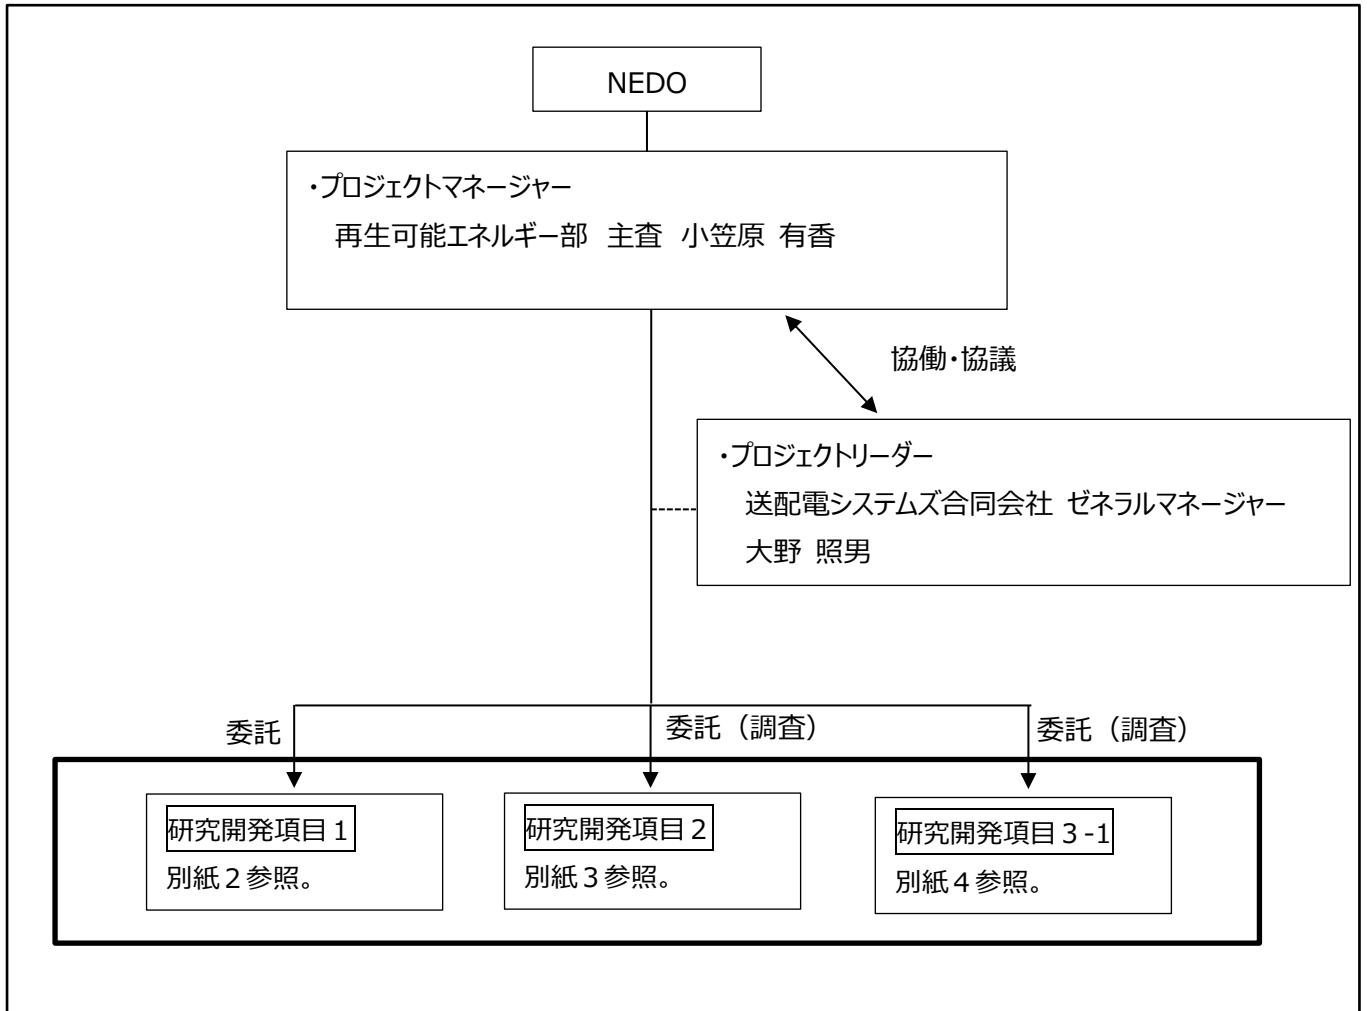 NEDO
・プロジェクトマネージャー
再生可能エネルギー部 主査 小笠原 有香
協働・協議
・プロジェクトリーダー
送配電システムズ合同会社 ゼネラルマネージャー
大野 照男
委託
委託（調査）
委託（調査）
研究開発項目１
別紙２参照。
研究開発項目２
別紙３参照。
研究開発項目３-1
別紙４参照。